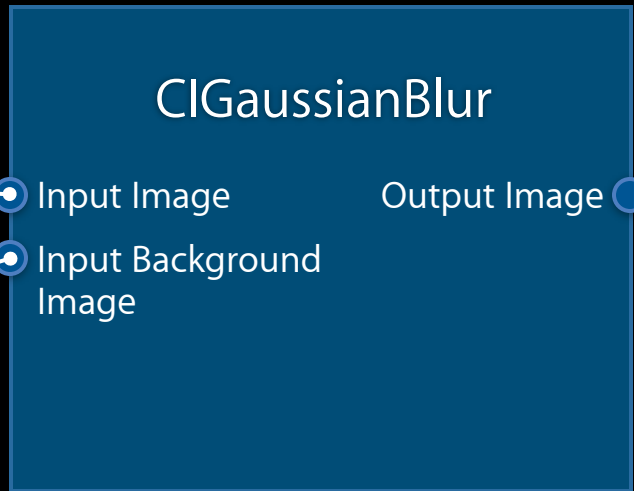 CIGaussianBlur
Input Image
Output Image
Input Background
Image